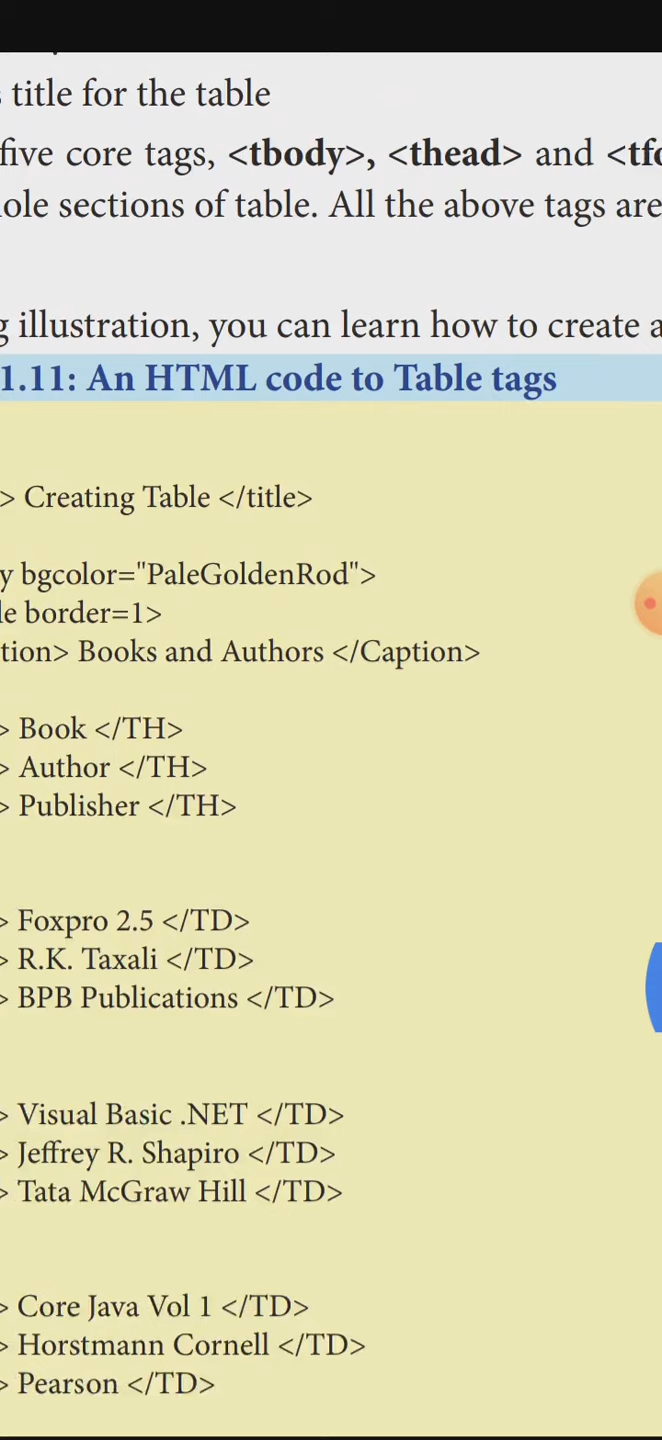 title for the table
five core tags, <tbody>, <thead> and
sections of table. All the above tags are
illustration, you can learn how to create a
1.11: An HTML code to Table tags
> Creating Table </title>
bgcolor="PaleGoldenRod">
border=1>
> Books and Authors </Caption>
> Book </TH>
> Author </TH>
> Publisher </TH>
> Foxpro 2.5 </TD>
> R.K. Taxali </TD>
> BPB Publications </TD>
> Visual Basic .NET </TD>
> Jeffrey R. Shapiro </TD>
> Tata McGraw Hill </TD>
> Core Java Vol 1 </TD>
> Horstmann Cornell </TD>
> Pearson </TD>